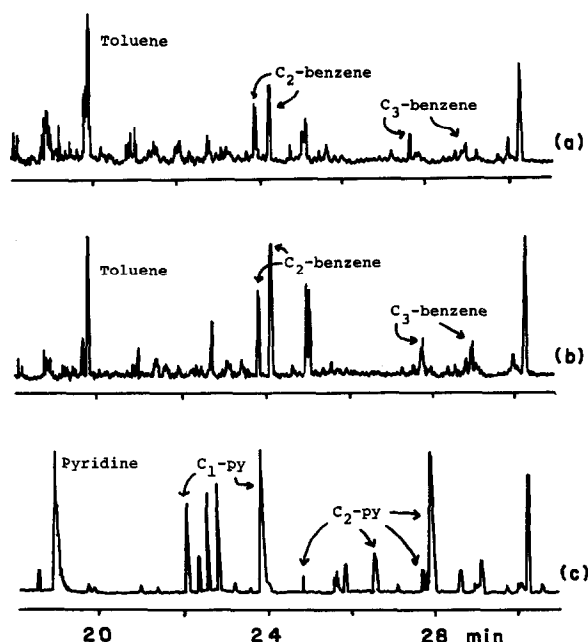 Toluene
C₂-benzene
C₃-benzene
(a)
Toluene
C₂-benzene
C₃-benzene
(b)
Pyridine
C₁-py
C₂-py
(c)
20 24 28 min